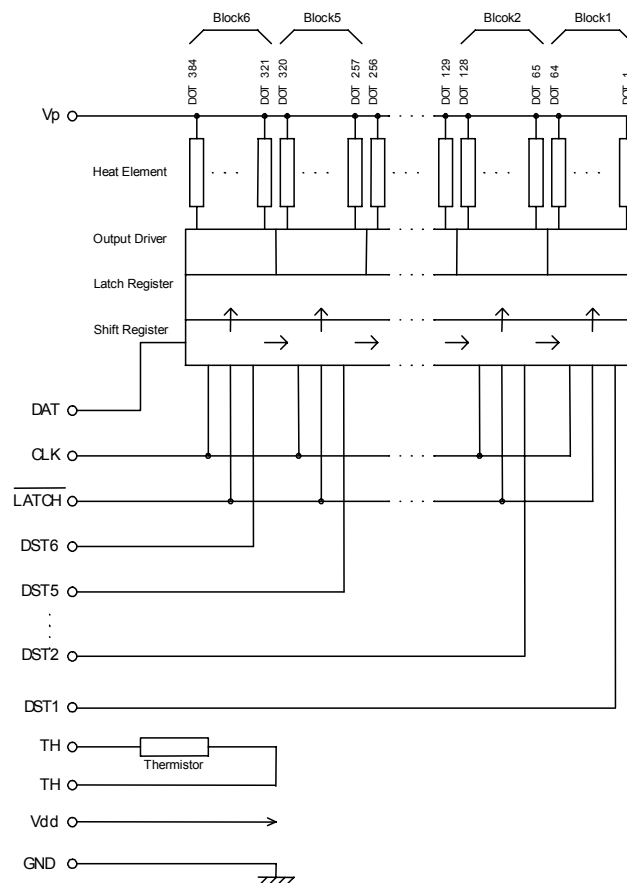 Block6 Block5 Blcok2 Block1
DOT 384 DOT 321 DOT 320 DOT 257 DOT 256 DOT 129 DOT 128 DOT 65 DOT 64
Vp
Heat Element
Output Driver
Latch Register
Shift Register
DAT
CLK
LATCH
DST6
DST5
DST2
DST1
TH
Thermistor
TH
Vdd
GND